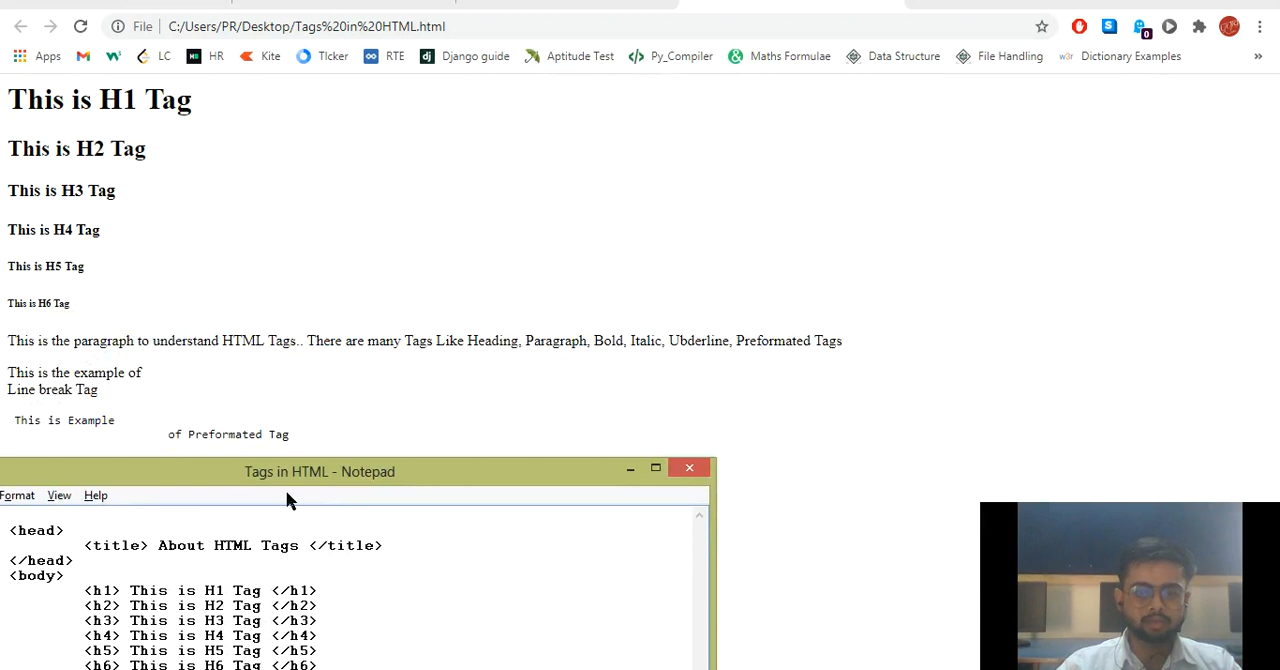 File C:/Users/PR/Desktop/Tags%20in%20HTML.html
0
Apps LC HR Kite TIcker RTE Django guide Aptitude Test Py_Compiler Maths Formulae Data Structure File Handling w3r Dictionary Examples »
This is H1 Tag
This is H2 Tag
This is H3 Tag
This is H4 Tag
This is H5 Tag
This is H6 Tag
This is the paragraph to understand HTML Tags.. There are many Tags Like Heading, Paragraph, Bold, Italic, Ubderline, Preformated Tags
This is the example of
Line break Tag
This is Example
of Preformated Tag
Tags in HTML - Notepad
Format View Help
<head>
<title> About HTML Tags </title>
</head>
<body>
<h1> This is H1 Tag </h1>
<h2> This is H2 Tag </h2>
<h3> This is H3 Tag </h3>
<h4> This is H4 Tag </h4>
<h5> This is H5 Tag </h5>
<h6> This is H6 Tag </h6>